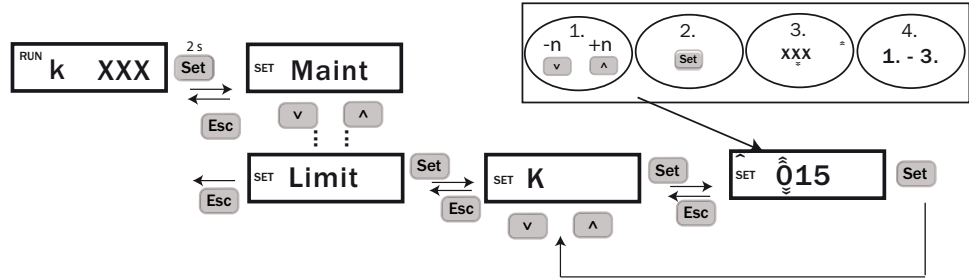 1. 2. 3. 4.
-n +n
v ʌ Set xxx 1. - 3.
2 s
RUN k XXX Set SET Maint
Esc v ʌ
SET Limit Set SET K Set SET 015 Set
Esc Esc Esc
v ʌ